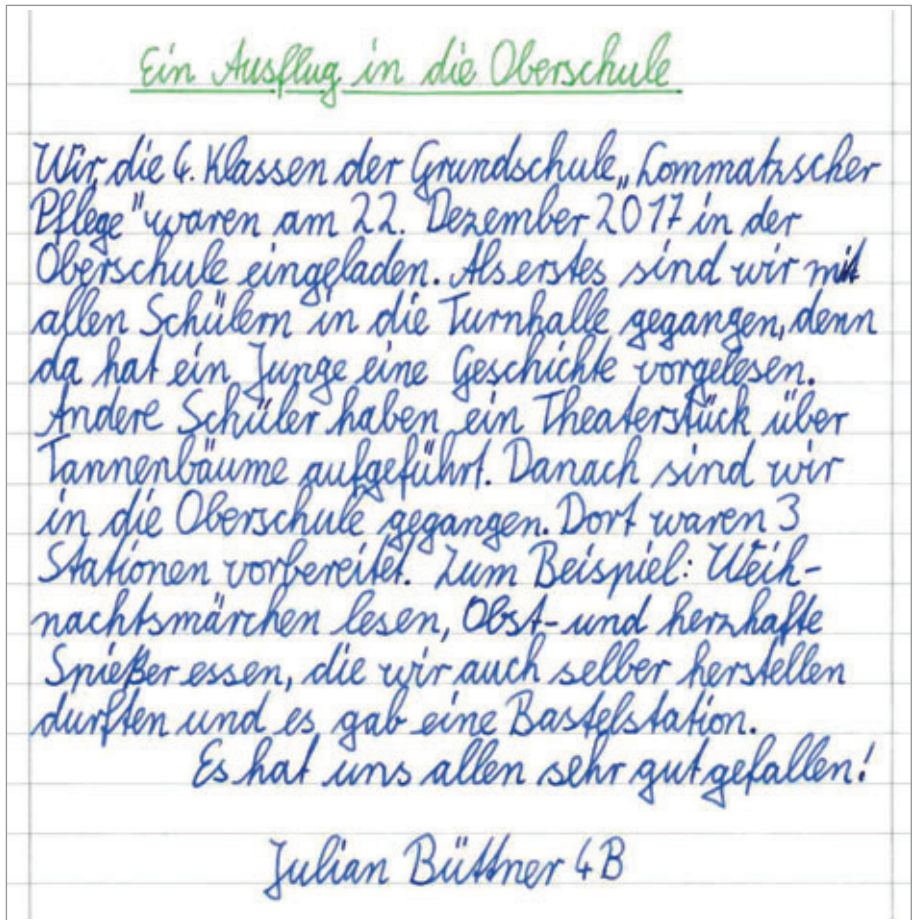 Ein Ausflug in die Oberschule
Wir, die 4. Klassen der Grundschule „Lommatzscher
Pflege" waren am 22. Dezember 2017 in der
Oberschule eingeladen. Als erstes sind wir mit
allen Schülern in die Turnhalle gegangen, denn
da hat ein Junge eine Geschichte vorgelesen.
Andere Schüler haben ein Theaterstück über
Tannenbäume aufgeführt. Danach sind wir
in die Oberschule gegangen. Dort waren 3
Stationen vorbereitet. Zum Beispiel: Weih-
nachtsmärchen lesen, Obst- und herzhafte
Spießer essen, die wir auch selber herstellen
durften und es gab eine Bastelstation.
Es hat uns allen sehr gut gefallen!
Julian Büttner 4B